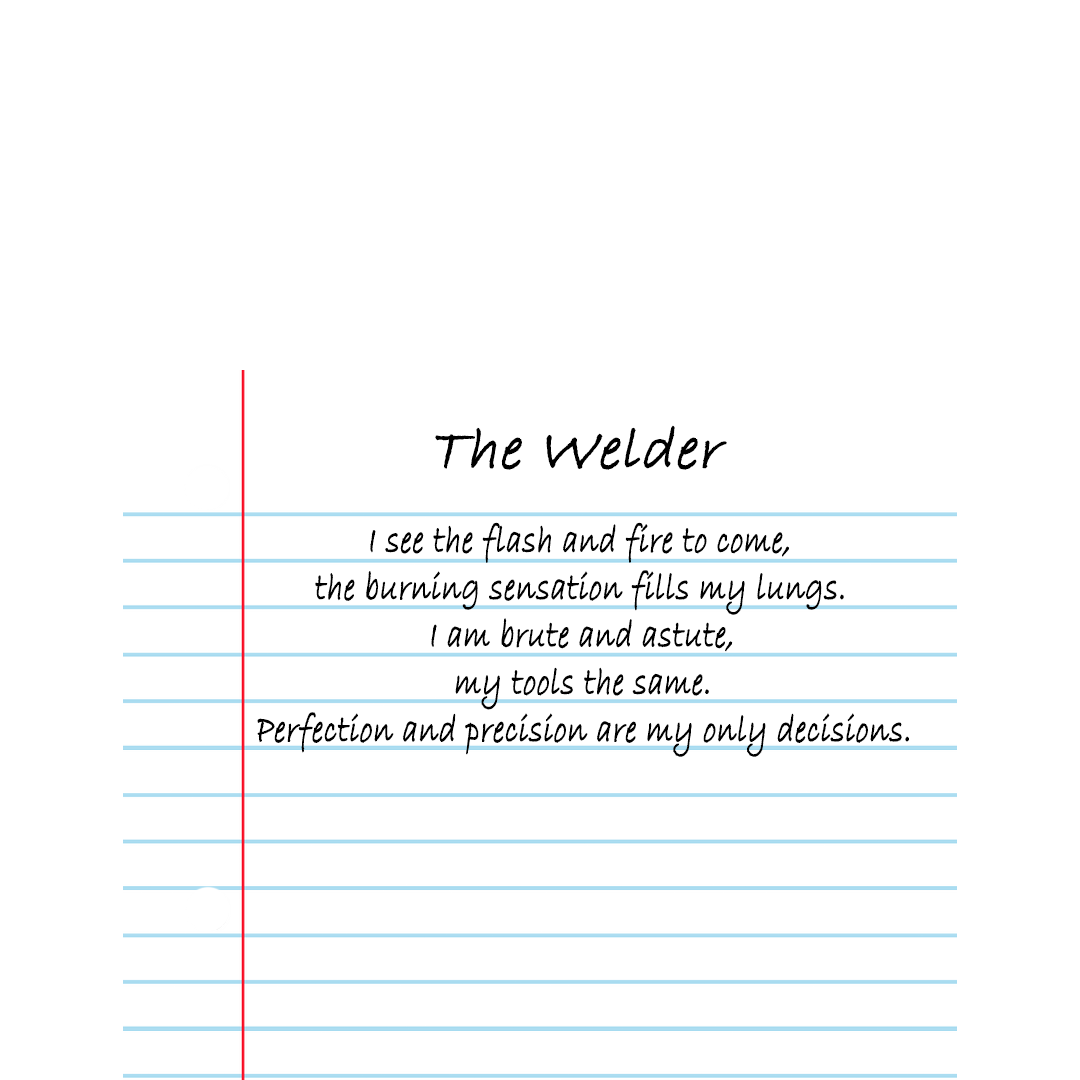 The Welder
I see the flash and fire to come,
the burning sensation fills my lungs.
I am brute and astute,
my tools the same.
Perfection and precision are my only decisions.